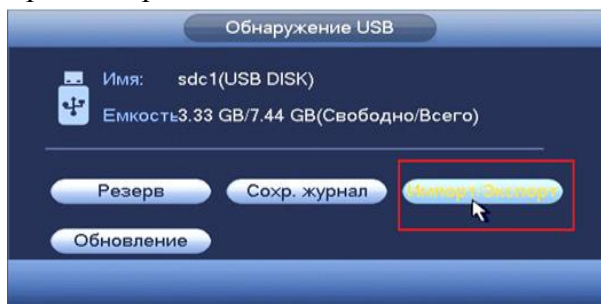 Обнаружение USB
Имя: sdc1(USB DISK)
Емкость3.33 GB/7.44 GB(Свободно/Всего)
Резерв Сохр. журнал Импорт/Экспорт
Обновление